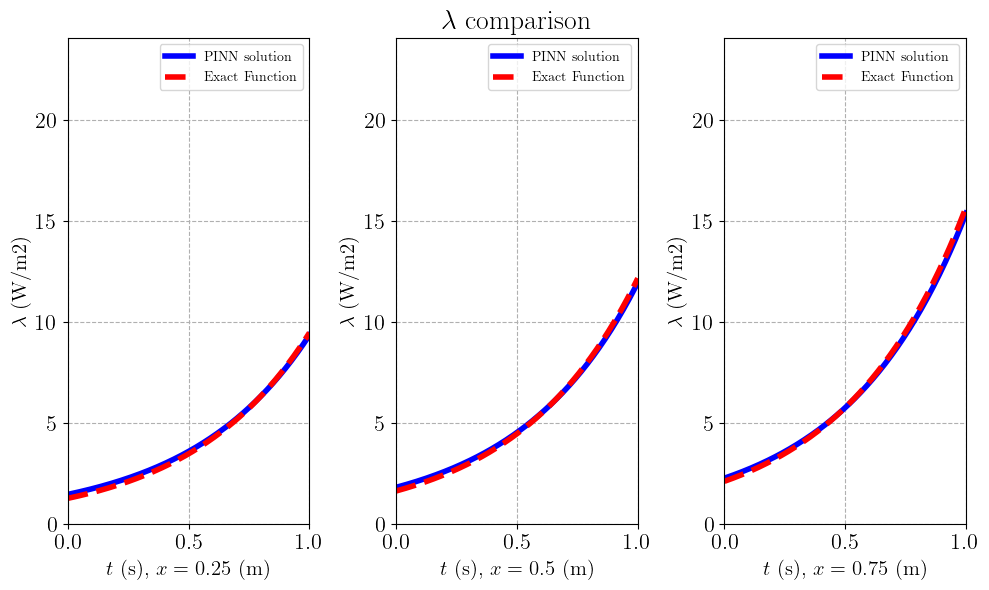 λ comparison
PINN solution
Exact Function
20
15
10
5
0
0.0 0.5 1.0
λ (W/m2)
t (s), x = 0.25 (m)
PINN solution
Exact Function
20
15
10
5
0
0.0 0.5 1.0
λ (W/m2)
t (s), x = 0.5 (m)
PINN solution
Exact Function
20
15
10
5
0
0.0 0.5 1.0
λ (W/m2)
t (s), x = 0.75 (m)